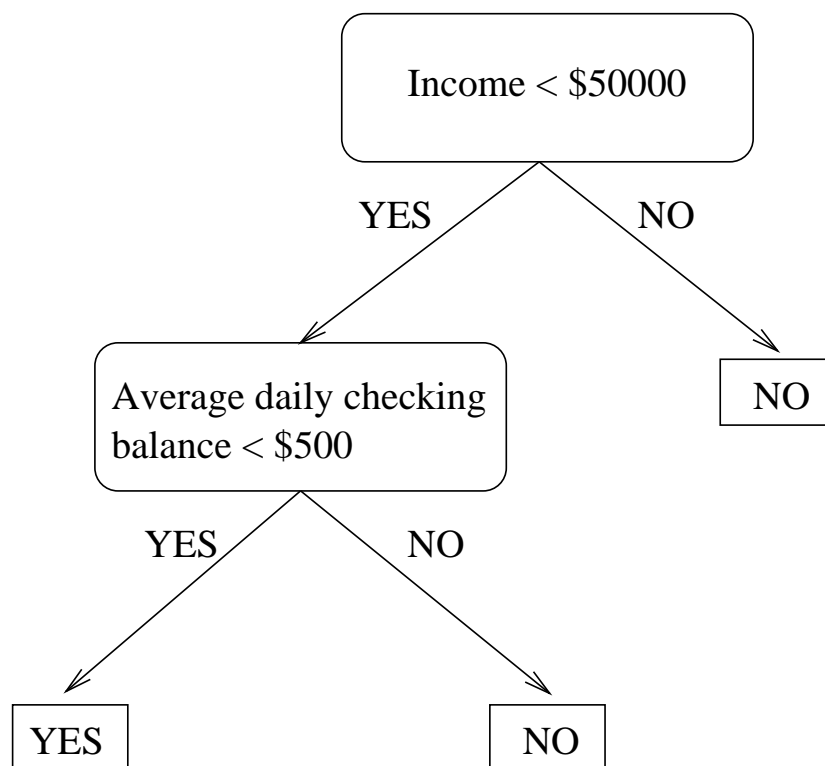 Income < $50000
YES
NO
Average daily checking
balance < $500
NO
YES
NO
YES
NO